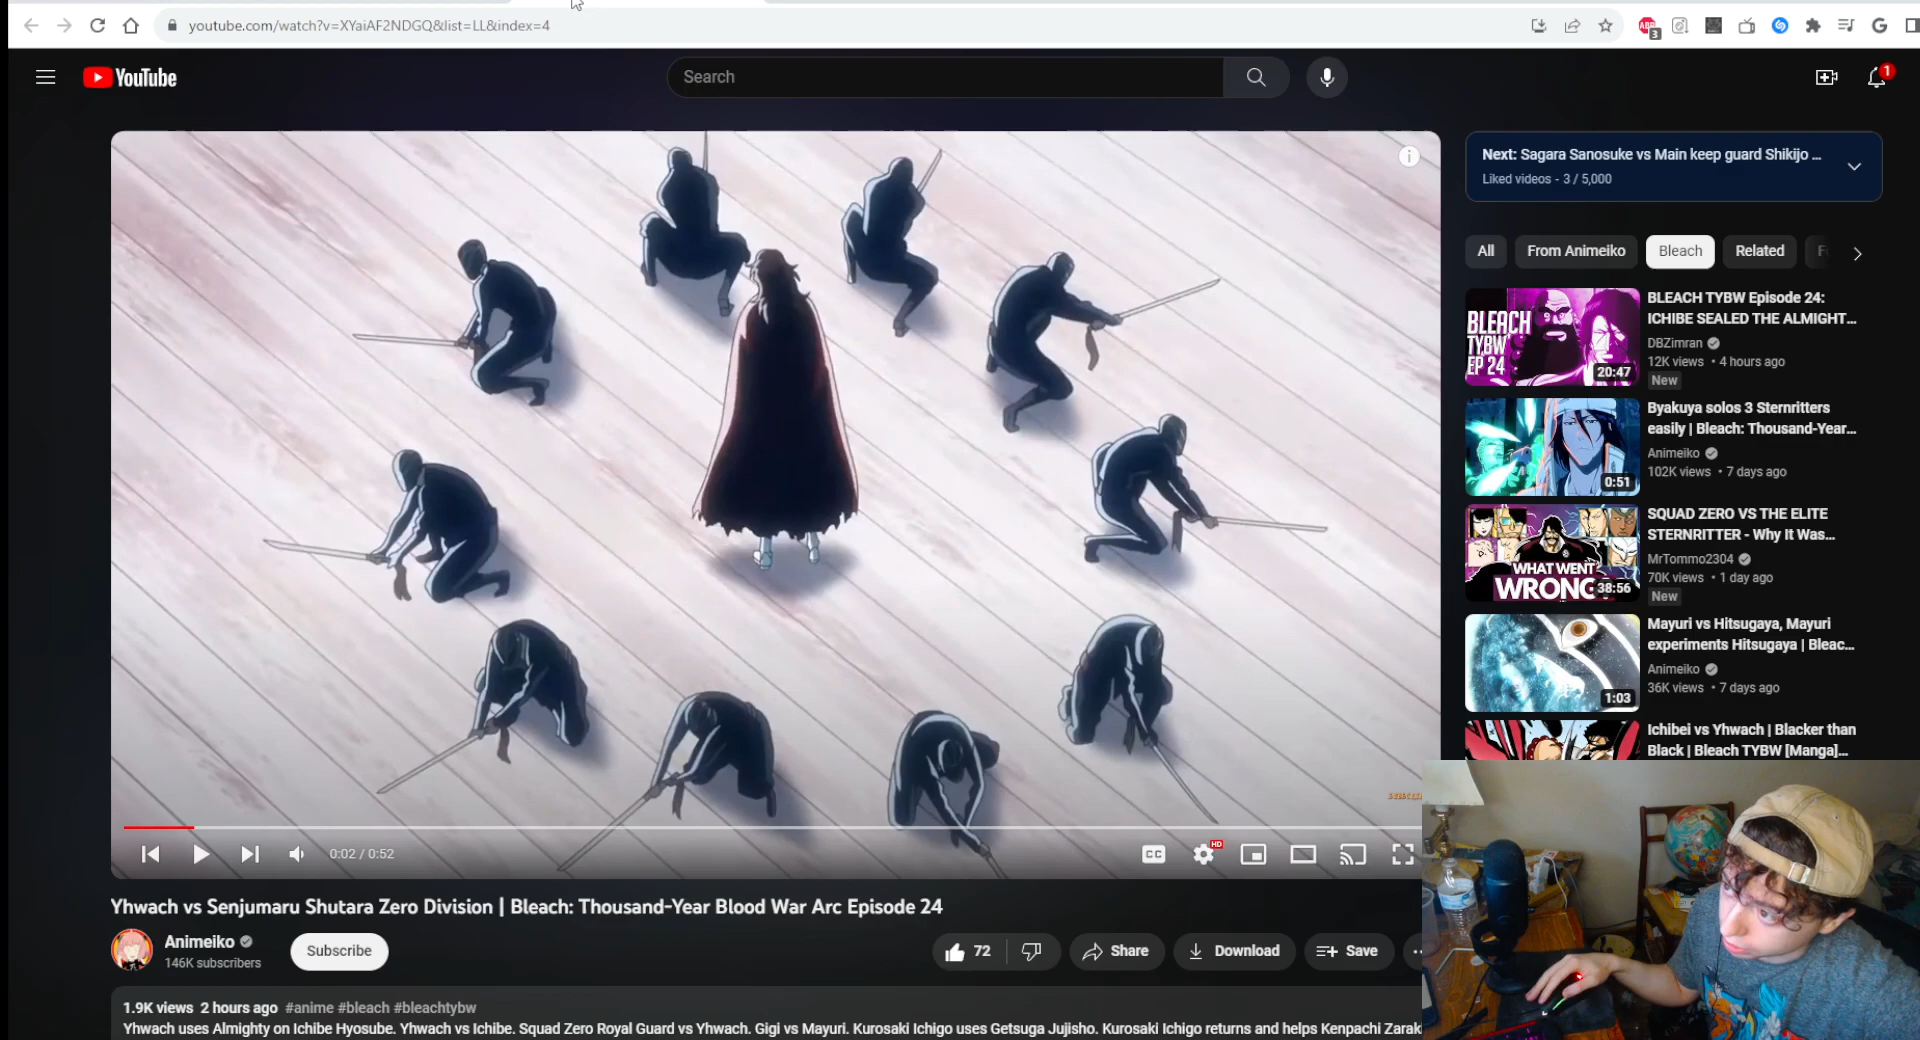 youtube.com/watch?v=XYaiAF2NDGQ&list=LL&index=4
ABP
3
YouTube
Search
1
Next: Sagara Sanosuke vs Main keep guard Shikijo ...
Liked videos - 3 / 5,000
All
From Animeiko
Bleach
Related
BLEACH
TYBW
EP 24
20:47
BLEACH TYBW Episode 24:
ICHIBE SEALED THE ALMIGHT...
DBZimran
12K views • 4 hours ago
New
0:51
Byakuya solos 3 Sternritters
easily | Bleach: Thousand-Year...
Animeiko
102K views • 7 days ago
WHAT WENT
WRONG
38:56
SQUAD ZERO VS THE ELITE
STERNRITTER - Why It Was...
MrTommo2304
70K views • 1 day ago
New
1:03
Mayuri vs Hitsugaya, Mayuri
experiments Hitsugaya | Bleac...
Animeiko
36K views • 7 days ago
Ichibei vs Yhwach | Blacker than
Black | Bleach TYBW [Manga]...
0:02 / 0:52
CC
HD
Yhwach vs Senjumaru Shutara Zero Division | Bleach: Thousand-Year Blood War Arc Episode 24
Animeiko
146K subscribers
Subscribe
72
Share
Download
Save
1.9K views 2 hours ago #anime #bleach #bleachtybw
Yhwach uses Almighty on Ichibe Hyosube. Yhwach vs Ichibe. Squad Zero Royal Guard vs Yhwach. Gigi vs Mayuri. Kurosaki Ichigo uses Getsuga Jujisho. Kurosaki Ichigo returns and helps Kenpachi Zarak